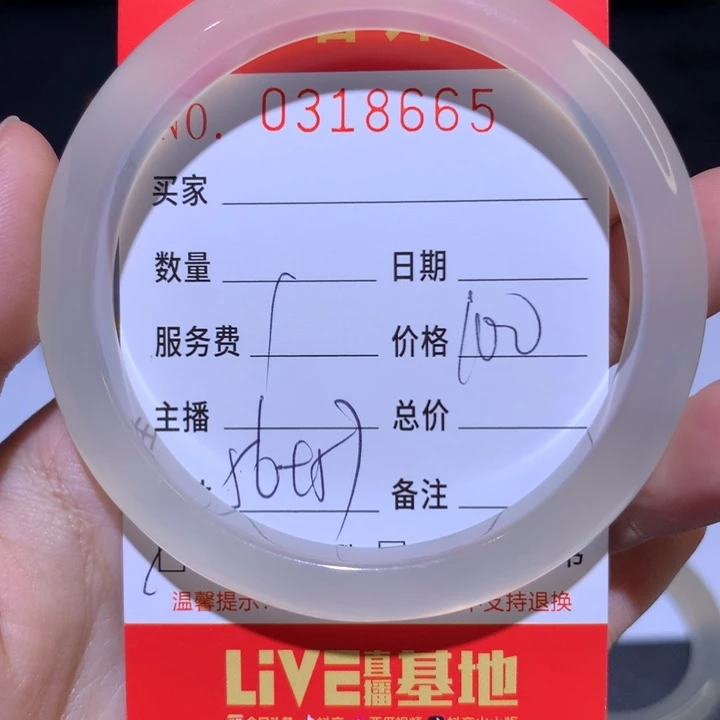 NO. 0318665
买家
数量 日期
服务费 价格 100
主播 总价
备注
温馨提示: 不支持退换
LiVE直播基地